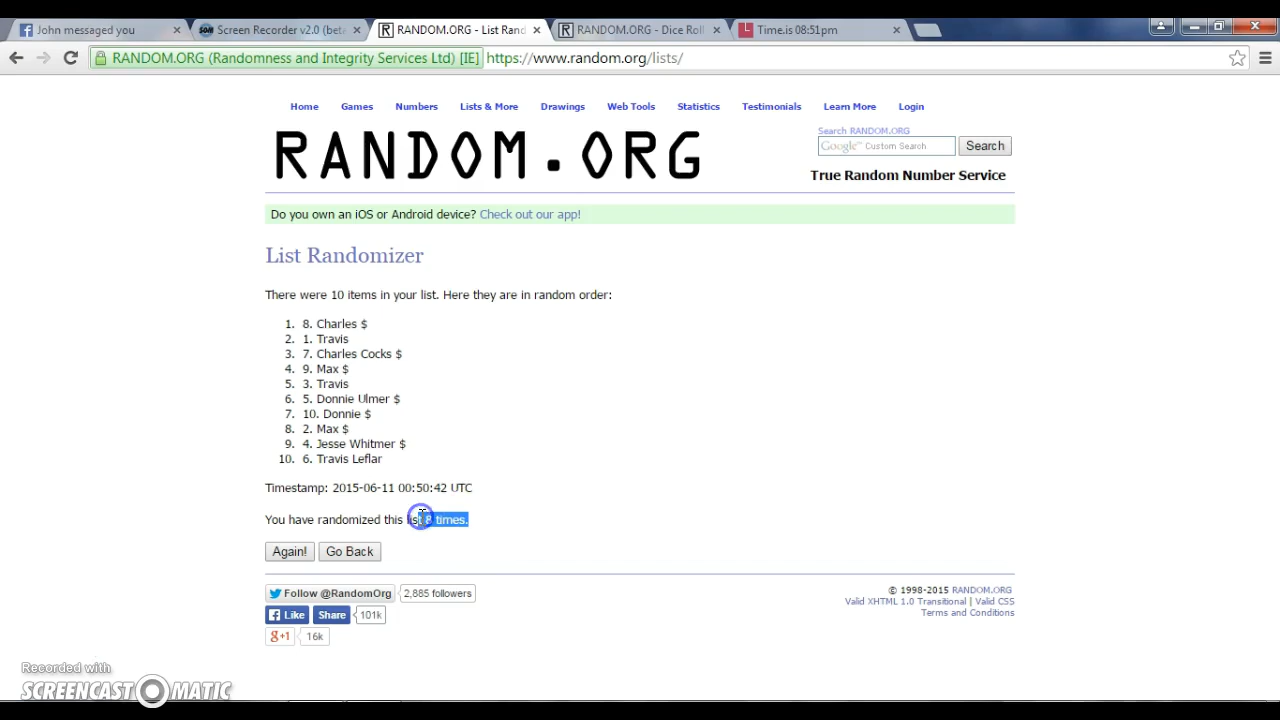 John messaged you
Screen Recorder v2.0 (beta
RANDOM.ORG - List Rand
RANDOM.ORG - Dice Roll
Time.is 08:51pm
RANDOM.ORG (Randomness and Integrity Services Ltd) [IE] https://www.random.org/lists/
Home Games Numbers Lists & More Drawings Web Tools Statistics Testimonials Learn More Login
RANDOM.ORG
Search RANDOM.ORG
Google™ Custom Search Search
True Random Number Service
Do you own an iOS or Android device? Check out our app!
List Randomizer
There were 10 items in your list. Here they are in random order:
1. 8. Charles $
2. 1. Travis
3. 7. Charles Cocks $
4. 9. Max $
5. 3. Travis
6. 5. Donnie Ulmer $
7. 10. Donnie $
8. 2. Max $
9. 4. Jesse Whitmer $
10. 6. Travis Leflar
Timestamp: 2015-06-11 00:50:42 UTC
You have randomized this list 8 times.
Again! Go Back
Follow @RandomOrg 2,885 followers
Like Share 101k
g+1 16k
© 1998-2015 RANDOM.ORG
Valid XHTML 1.0 Transitional | Valid CSS
Terms and Conditions
Recorded with
SCREENCAST-O-MATIC